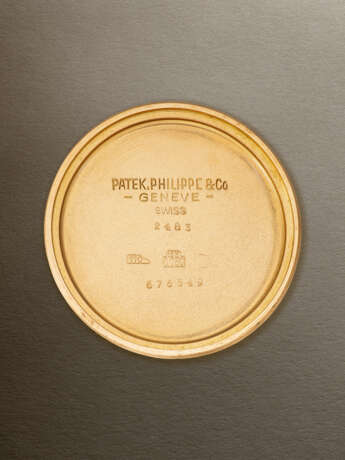 PATEK, PHILIPPE & Co
- GENEVE -
SWISS
2483
676549